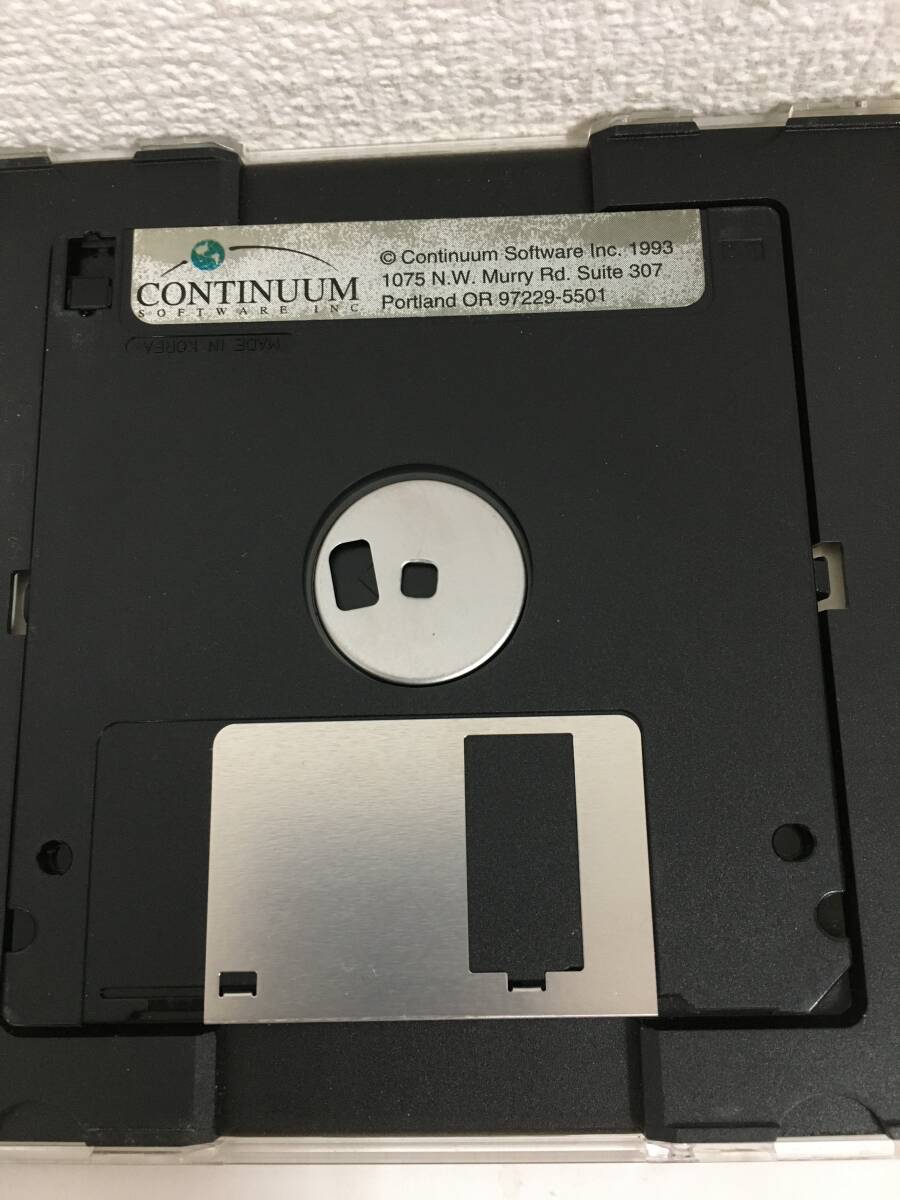 CONTINUUM
SOFTWARE INC
© Continuum Software Inc. 1993
1075 N.W. Murry Rd. Suite 307
Portland OR 97229-5501
MADE IN KOREA